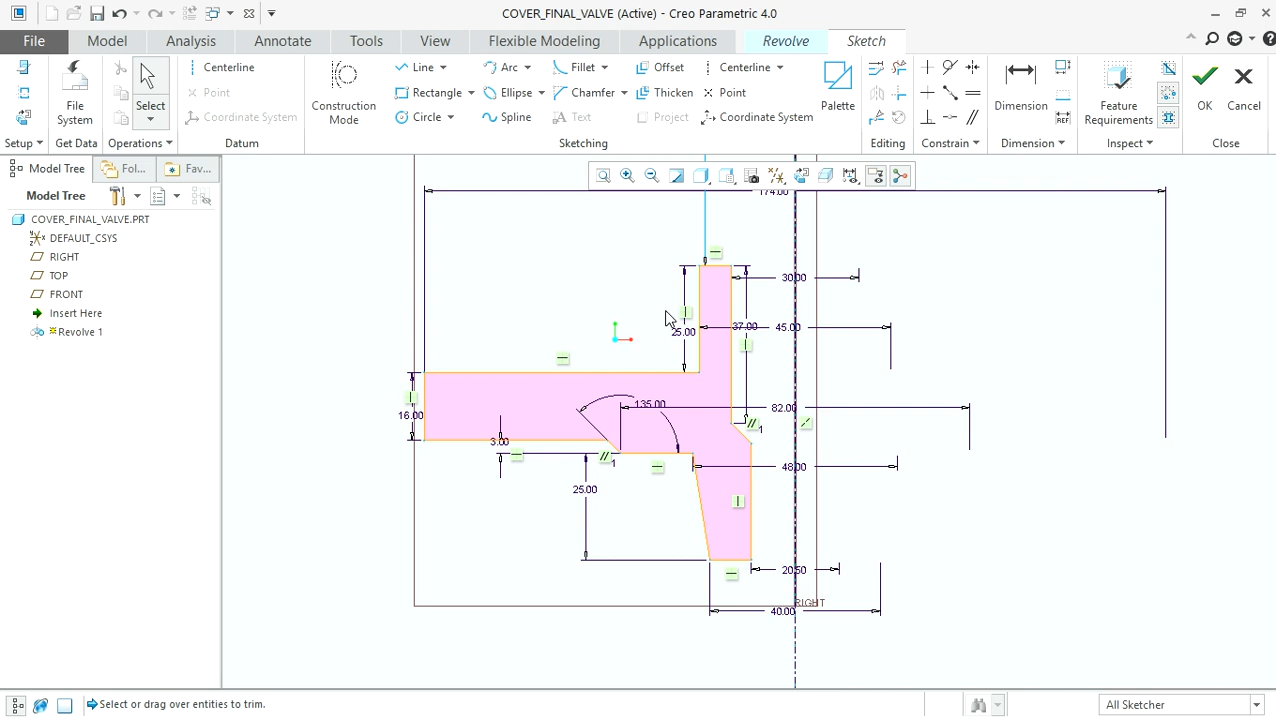 COVER_FINAL_VALVE (Active) - Creo Parametric 4.0
File Model Analysis Annotate Tools View Flexible Modeling Applications Revolve Sketch
Centerline Line Arc Fillet Offset Centerline
Point Rectangle Ellipse Chamfer Thicken Point
Coordinate System Circle Spline Text Project Coordinate System
File System
Select
Construction Mode
Palette
Dimension
Feature Requirements
OK
Cancel
REF
Setup Get Data Operations Datum Sketching Editing Constrain Dimension Inspect Close
Model Tree Fol... Fav...
Model Tree
COVER_FINAL_VALVE.PRT
DEFAULT_CSYS
RIGHT
TOP
FRONT
Insert Here
Revolve 1
174.00
30.00
25.00
37.00
45.00
135.00
82.00
16.00
1
3.00
1
48.00
25.00
20.50
RIGHT
40.00
Select or drag over entities to trim.
All Sketcher